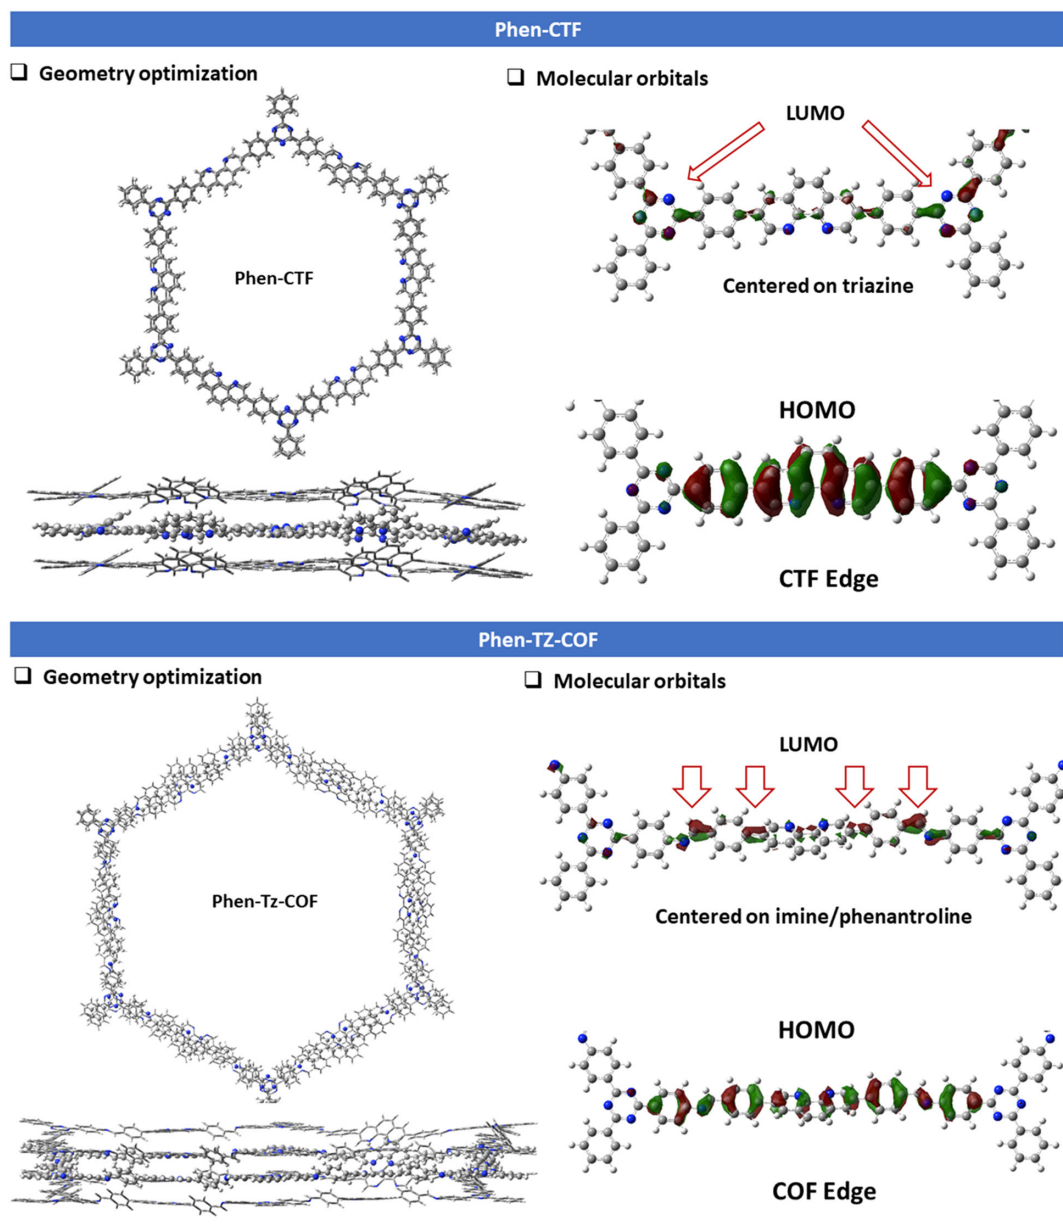 Phen-CTF
❑ Geometry optimization
❑ Molecular orbitals
LUMO
Phen-CTF
Centered on triazine
HOMO
CTF Edge
Phen-TZ-COF
❑ Geometry optimization
❑ Molecular orbitals
LUMO
Phen-Tz-COF
Centered on imine/phenantroline
HOMO
COF Edge